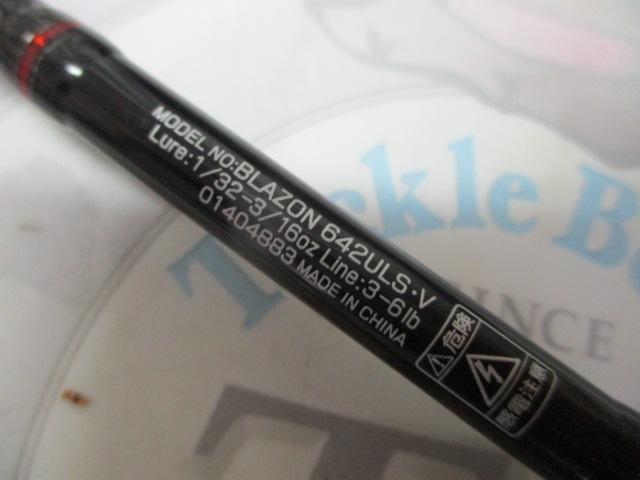 MODEL NO:BLAZON 642ULS・V
Lure:1/32-3/16oz Line:3-6lb
01404883 MADE IN CHINA
危険
感電注意
Tackle Be
INCE
T